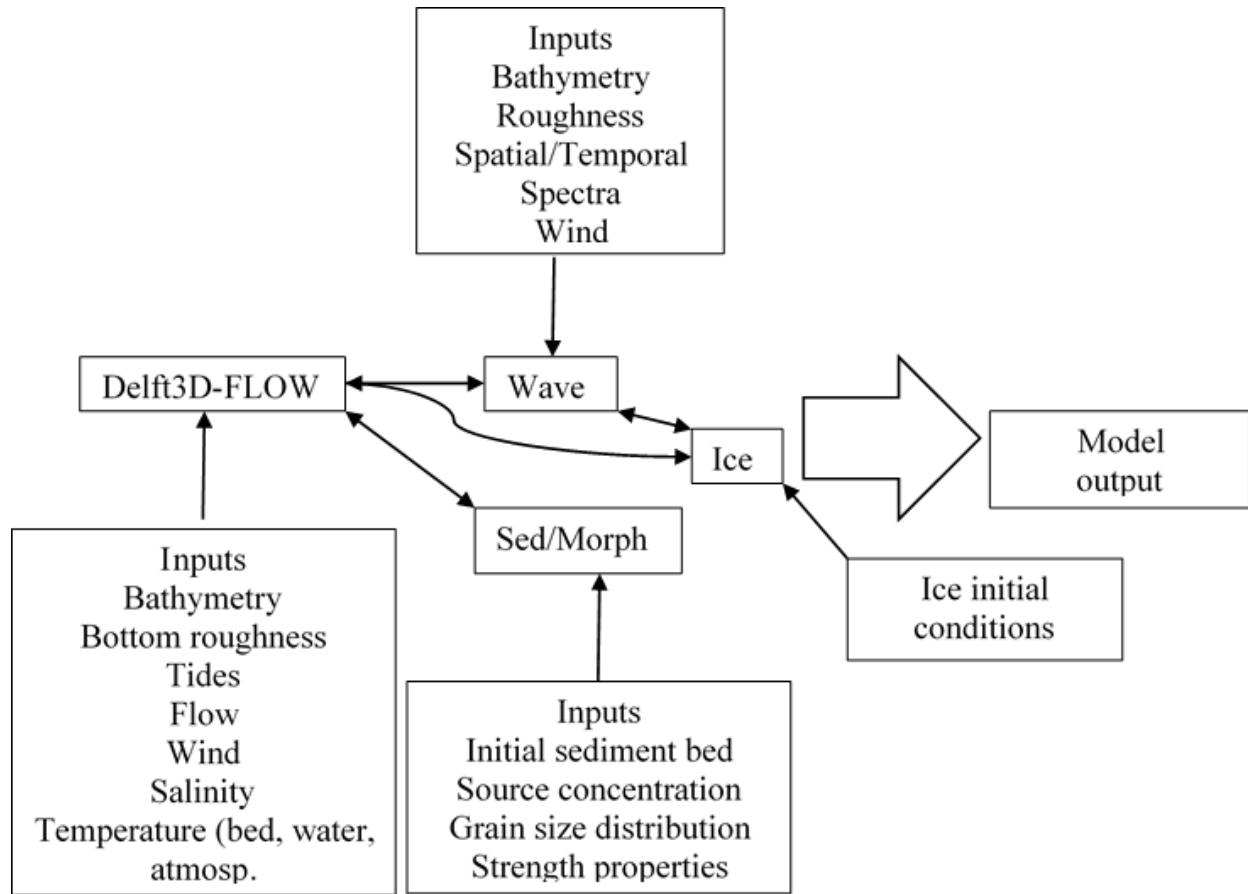 Inputs
Bathymetry
Roughness
Spatial/Temporal
Spectra
Wind
Delft3D-FLOW
Wave
Ice
Model
output
Sed/Morph
Ice initial
conditions
Inputs
Bathymetry
Bottom roughness
Tides
Flow
Wind
Salinity
Temperature (bed, water,
atmosp.
Inputs
Initial sediment bed
Source concentration
Grain size distribution
Strength properties